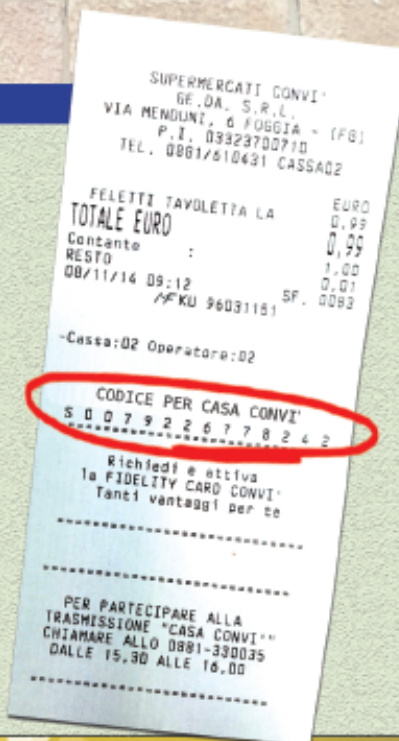 SUPERMERCATI CONVI'
GE.DA. S.R.L.
VIA MENDUNI, 6 FOGGIA - (FG)
P.I. 03323700710
TEL. 0881/610431 CASSA02
EURO
FELETTI TAVOLETTA LA 0,99
TOTALE EURO 0,99
Contante : 1,00
RESTO 0,01
08/11/14 09:12 SF. 0083
KU 96031151
-Cassa:02 Operatore:02
CODICE PER CASA CONVI'
S 0 0 7 9 2 2 6 7 7 8 2 4 2
Richiedi e attiva
la FIDELITY CARD CONVI'
Tanti vantaggi per te
PER PARTECIPARE ALLA
TRASMISSIONE "CASA CONVI'"
CHIAMARE ALLO 0881-330035
DALLE 15,30 ALLE 16,00